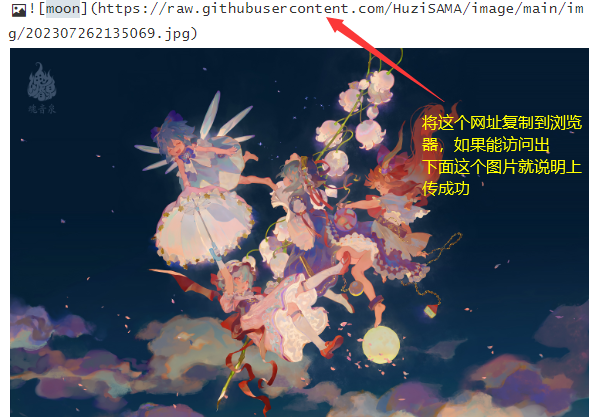 ![moon](https://raw.githubusercontent.com/HuziSAMA/image/main/im
g/202307262135069.jpg)
将这个网址复制到浏览
器，如果能访问出
下面这个图片就说明上
传成功